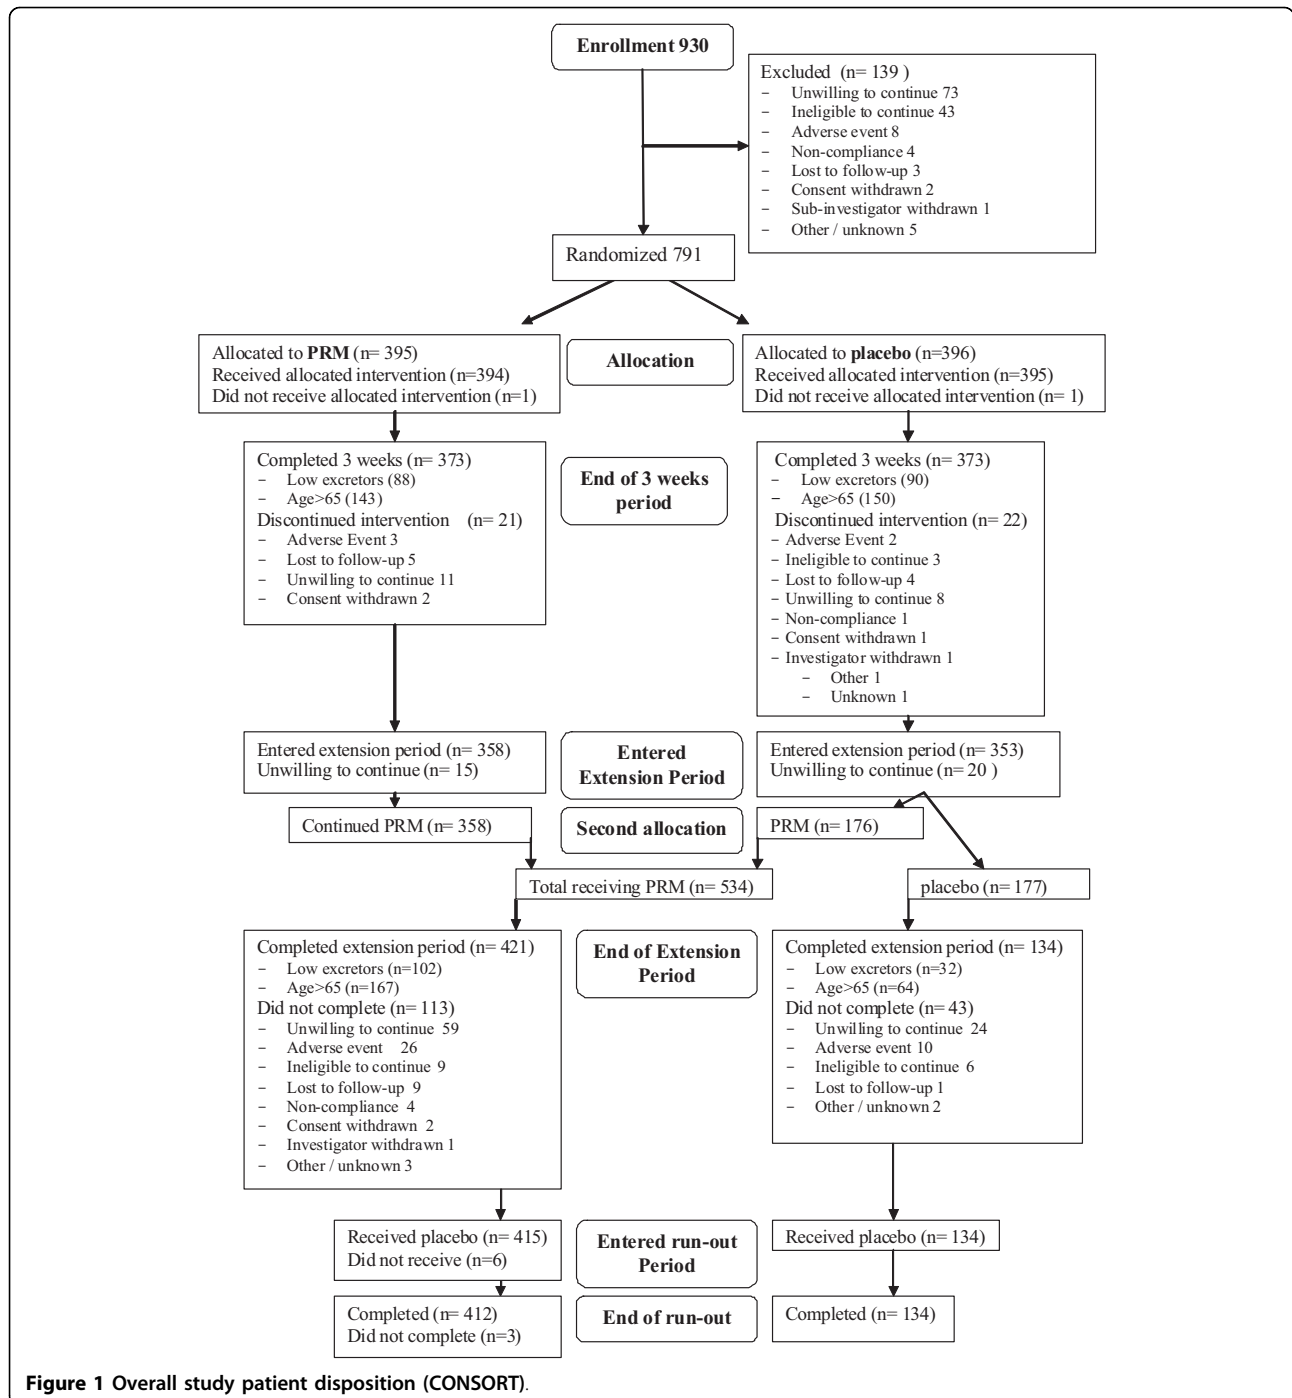 Enrollment 930
Excluded (n= 139 )
– Unwilling to continue 73
– Ineligible to continue 43
– Adverse event 8
– Non-compliance 4
– Lost to follow-up 3
– Consent withdrawn 2
– Sub-investigator withdrawn 1
– Other / unknown 5
Randomized 791
Allocated to PRM (n= 395)
Received allocated intervention (n=394)
Did not receive allocated intervention (n=1)
Allocation
Allocated to placebo (n=396)
Received allocated intervention (n=395)
Did not receive allocated intervention (n= 1)
Completed 3 weeks (n= 373)
– Low excretors (88)
– Age>65 (143)
Discontinued intervention (n= 21)
– Adverse Event 3
– Lost to follow-up 5
– Unwilling to continue 11
– Consent withdrawn 2
End of 3 weeks
period
Completed 3 weeks (n= 373)
– Low excretors (90)
– Age>65 (150)
Discontinued intervention (n= 22)
– Adverse Event 2
– Ineligible to continue 3
– Lost to follow-up 4
– Unwilling to continue 8
– Non-compliance 1
– Consent withdrawn 1
– Investigator withdrawn 1
– Other 1
– Unknown 1
Entered extension period (n= 358)
Unwilling to continue (n= 15)
Entered
Extension Period
Entered extension period (n= 353)
Unwilling to continue (n= 20 )
Continued PRM (n= 358)
Second allocation
PRM (n= 176)
Total receiving PRM (n= 534)
placebo (n= 177)
Completed extension period (n= 421)
– Low excretors (n=102)
– Age>65 (n=167)
Did not complete (n= 113)
– Unwilling to continue 59
– Adverse event 26
– Ineligible to continue 9
– Lost to follow-up 9
– Non-compliance 4
– Consent withdrawn 2
– Investigator withdrawn 1
– Other / unknown 3
End of Extension
Period
Completed extension period (n= 134)
– Low excretors (n=32)
– Age>65 (n=64)
Did not complete (n= 43)
– Unwilling to continue 24
– Adverse event 10
– Ineligible to continue 6
– Lost to follow-up 1
– Other / unknown 2
Received placebo (n= 415)
Did not receive (n=6)
Entered run-out
Period
Received placebo (n= 134)
Completed (n= 412)
Did not complete (n=3)
End of run-out
Completed (n= 134)
Figure 1 Overall study patient disposition (CONSORT).